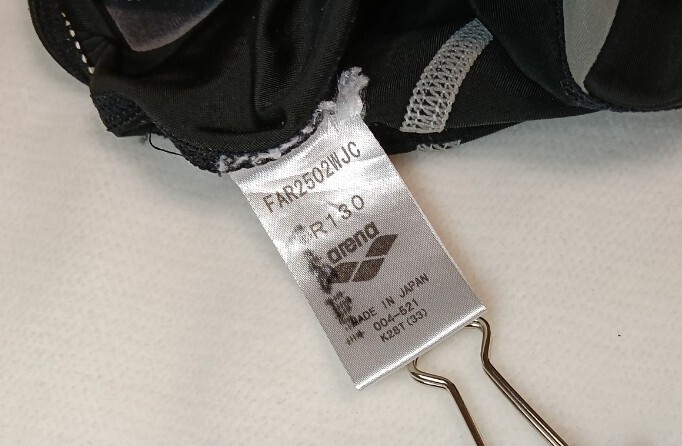 FAR2502WJC
R130
arena
MADE IN JAPAN
004-521
K28T(33)